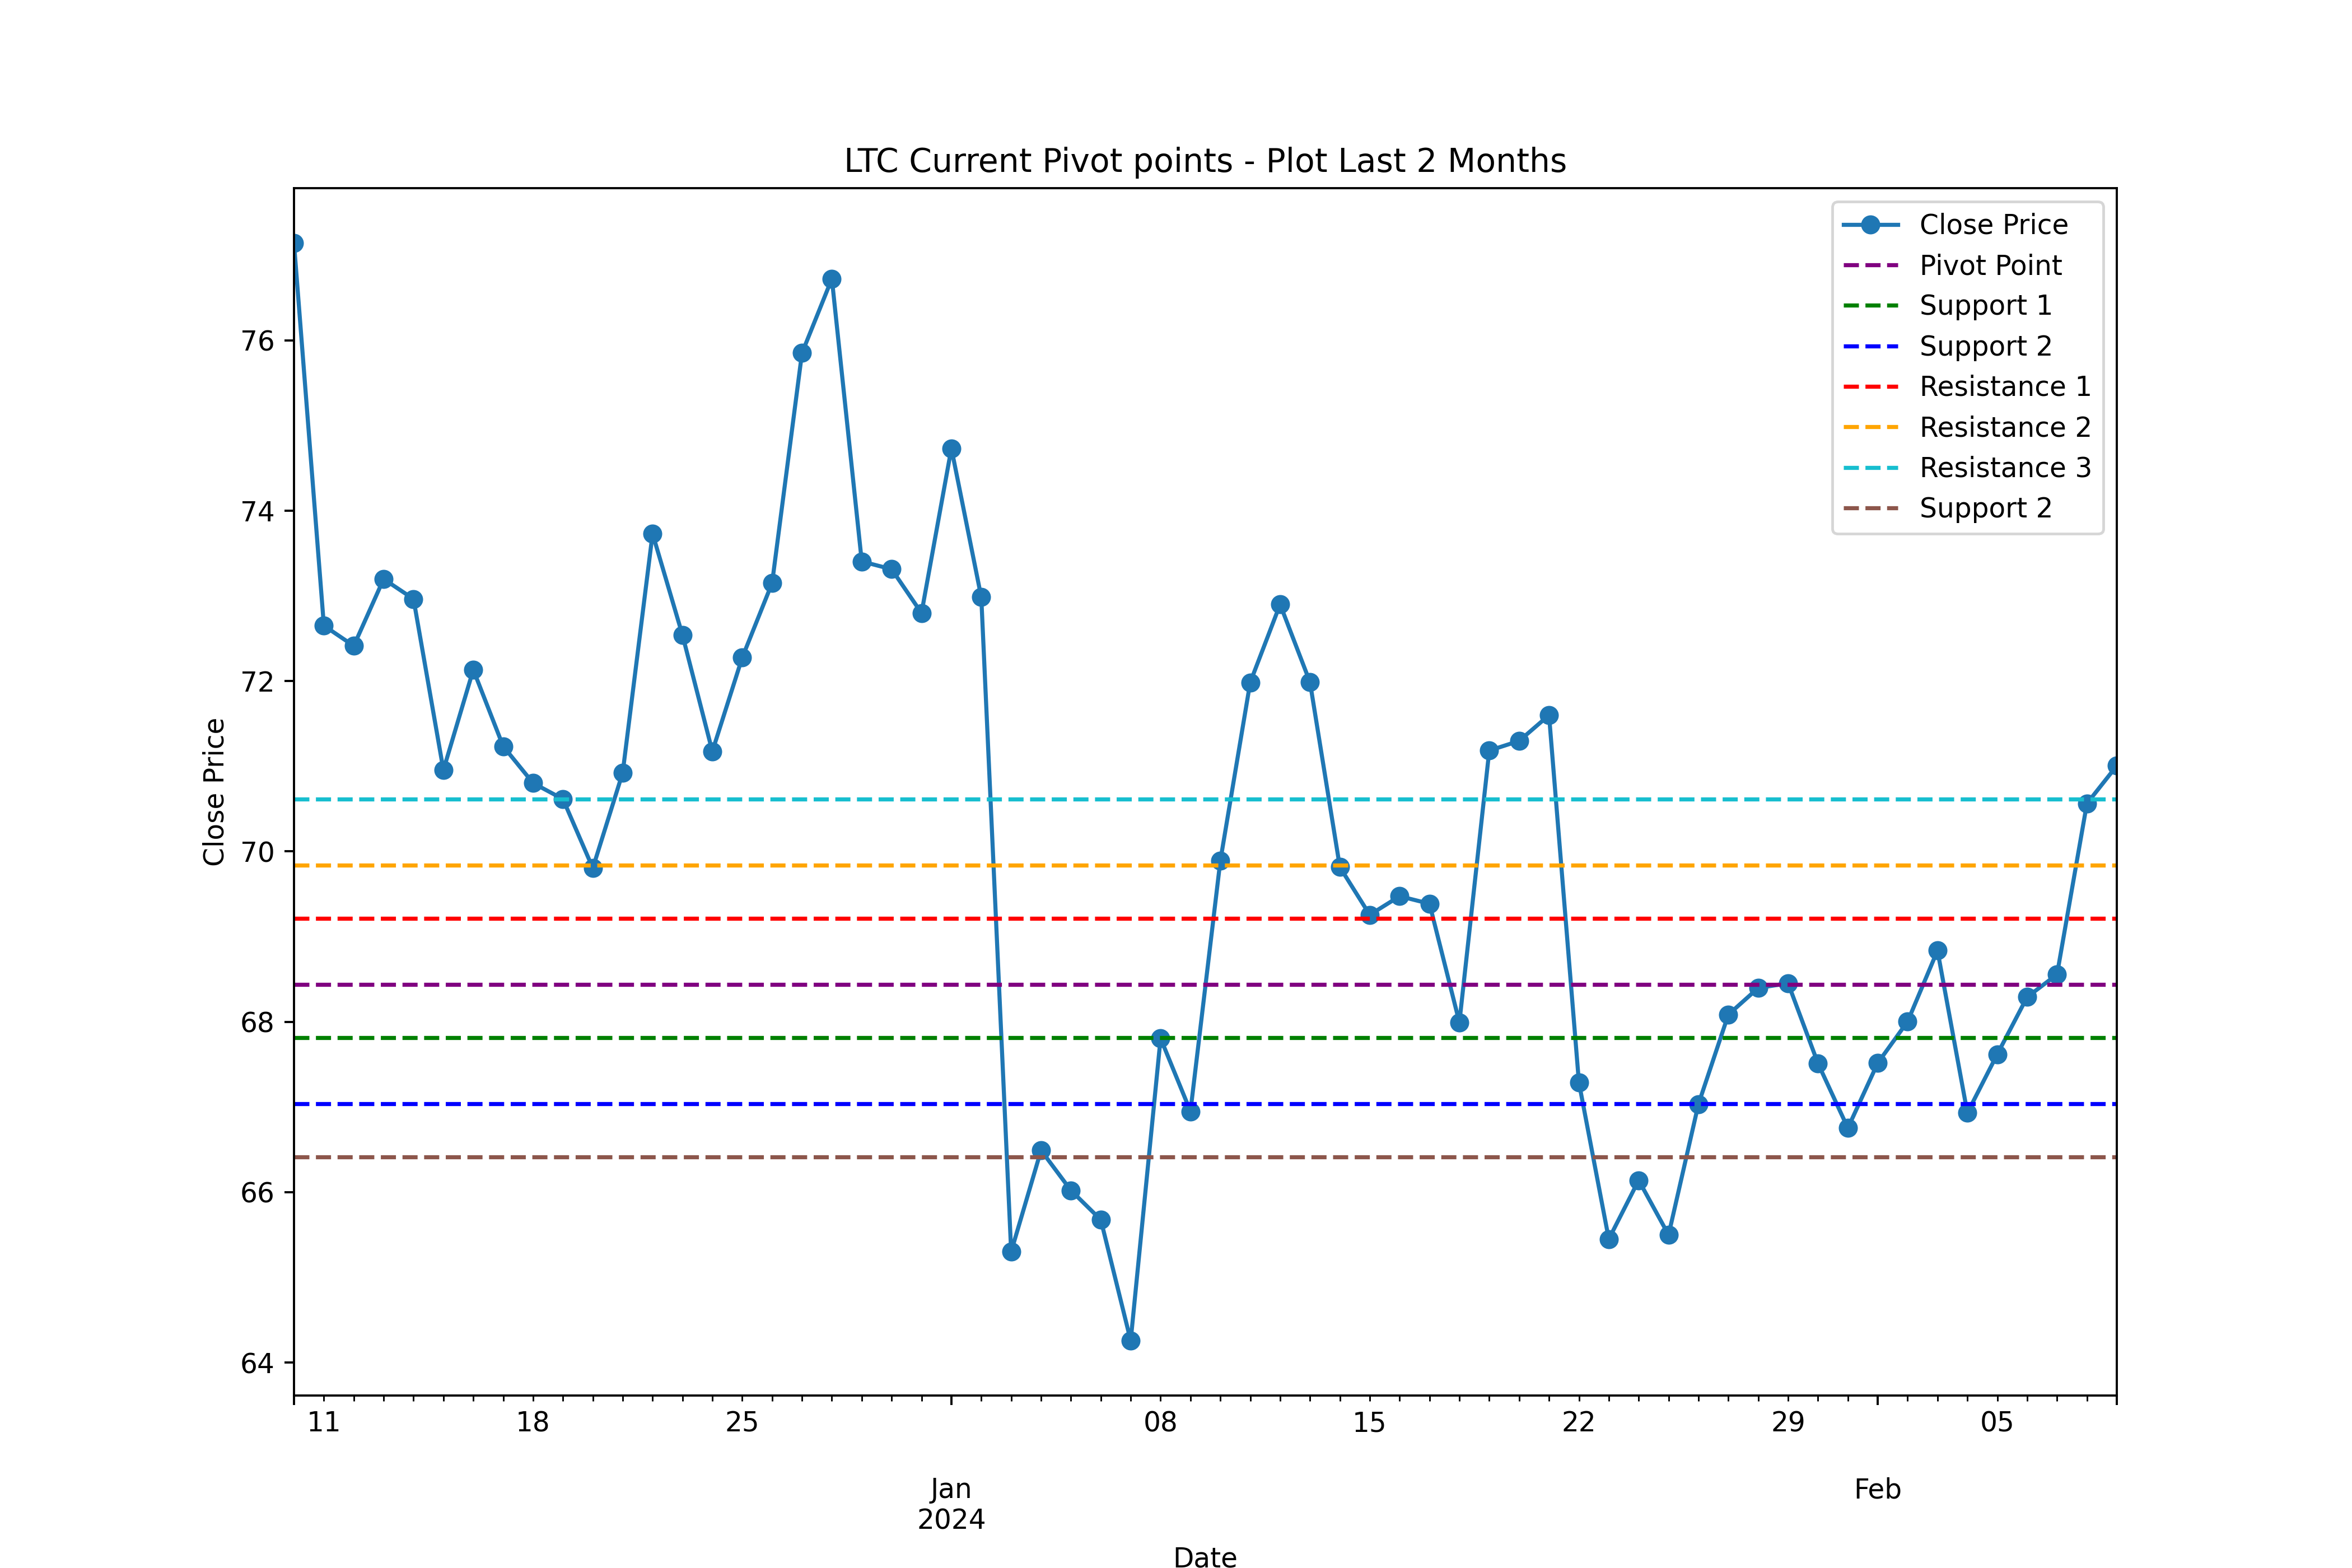 LTC Current Pivot points - Plot Last 2 Months
Close Price
Pivot Point
Support 1
Support 2
Resistance 1
Resistance 2
Resistance 3
Support 2
Close Price
76
74
72
70
68
66
64
11 18 25 08 15 22 29 05
Jan Feb
2024
Date